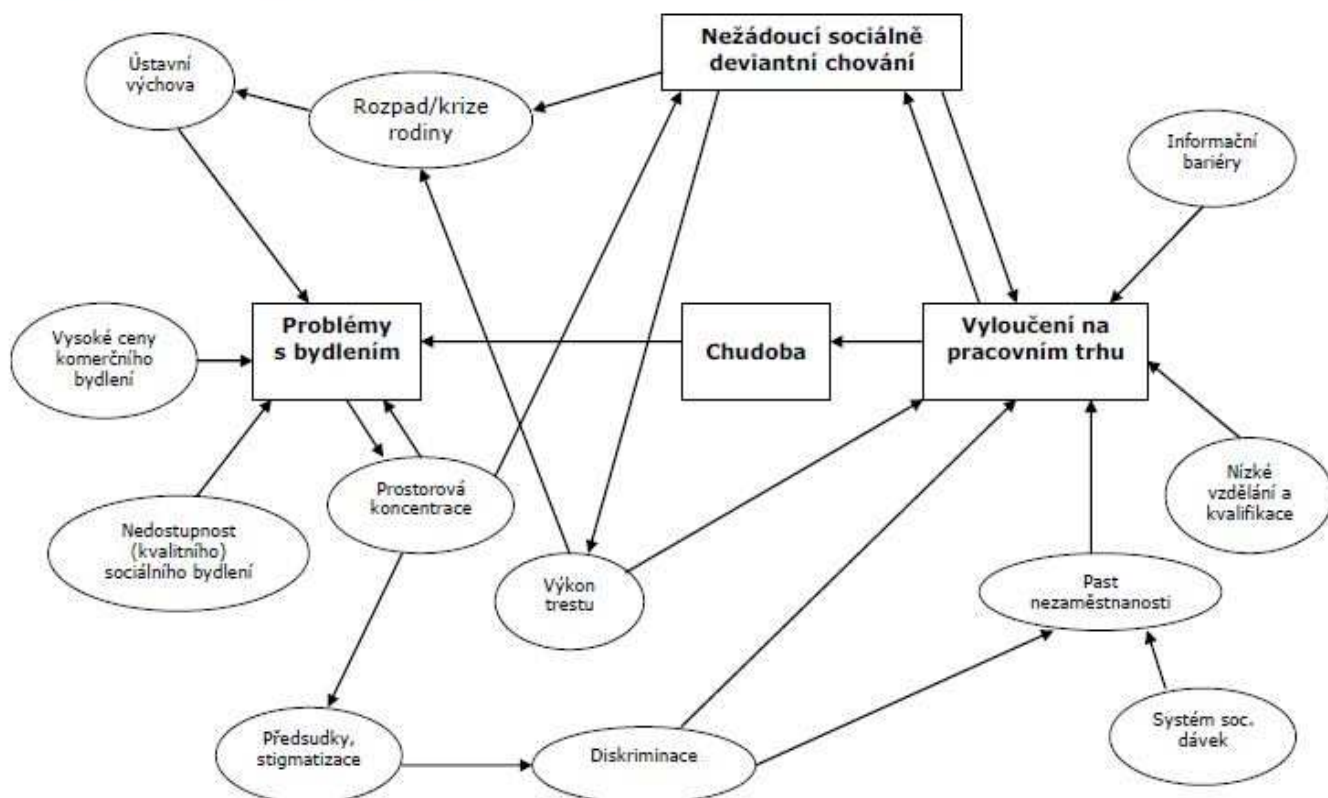 Nežádoucí sociálně
deviantní chování
Ústavní
výchova
Rozpad/krize
rodiny
Informační
bariéry
Vysoké ceny
komerčního
bydlení
Problémy
s bydlením
Chudoba
Vyloučení na
pracovním trhu
Nedostupnost
(kvalitního)
sociálního bydlení
Prostorová
koncentrace
Nízké
vzdělání a
kvalifikace
Výkon
trestu
Past
nezaměstnanosti
Předsudky,
stigmatizace
Diskriminace
Systém soc.
dávek